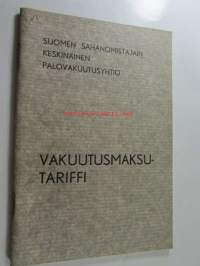 SUOMEN SAHANOMISTAJAIN
KESKINÄINEN
PALOVAKUUTUSYHTIÖ
VAKUUTUSMAKSU-
TARIFFI